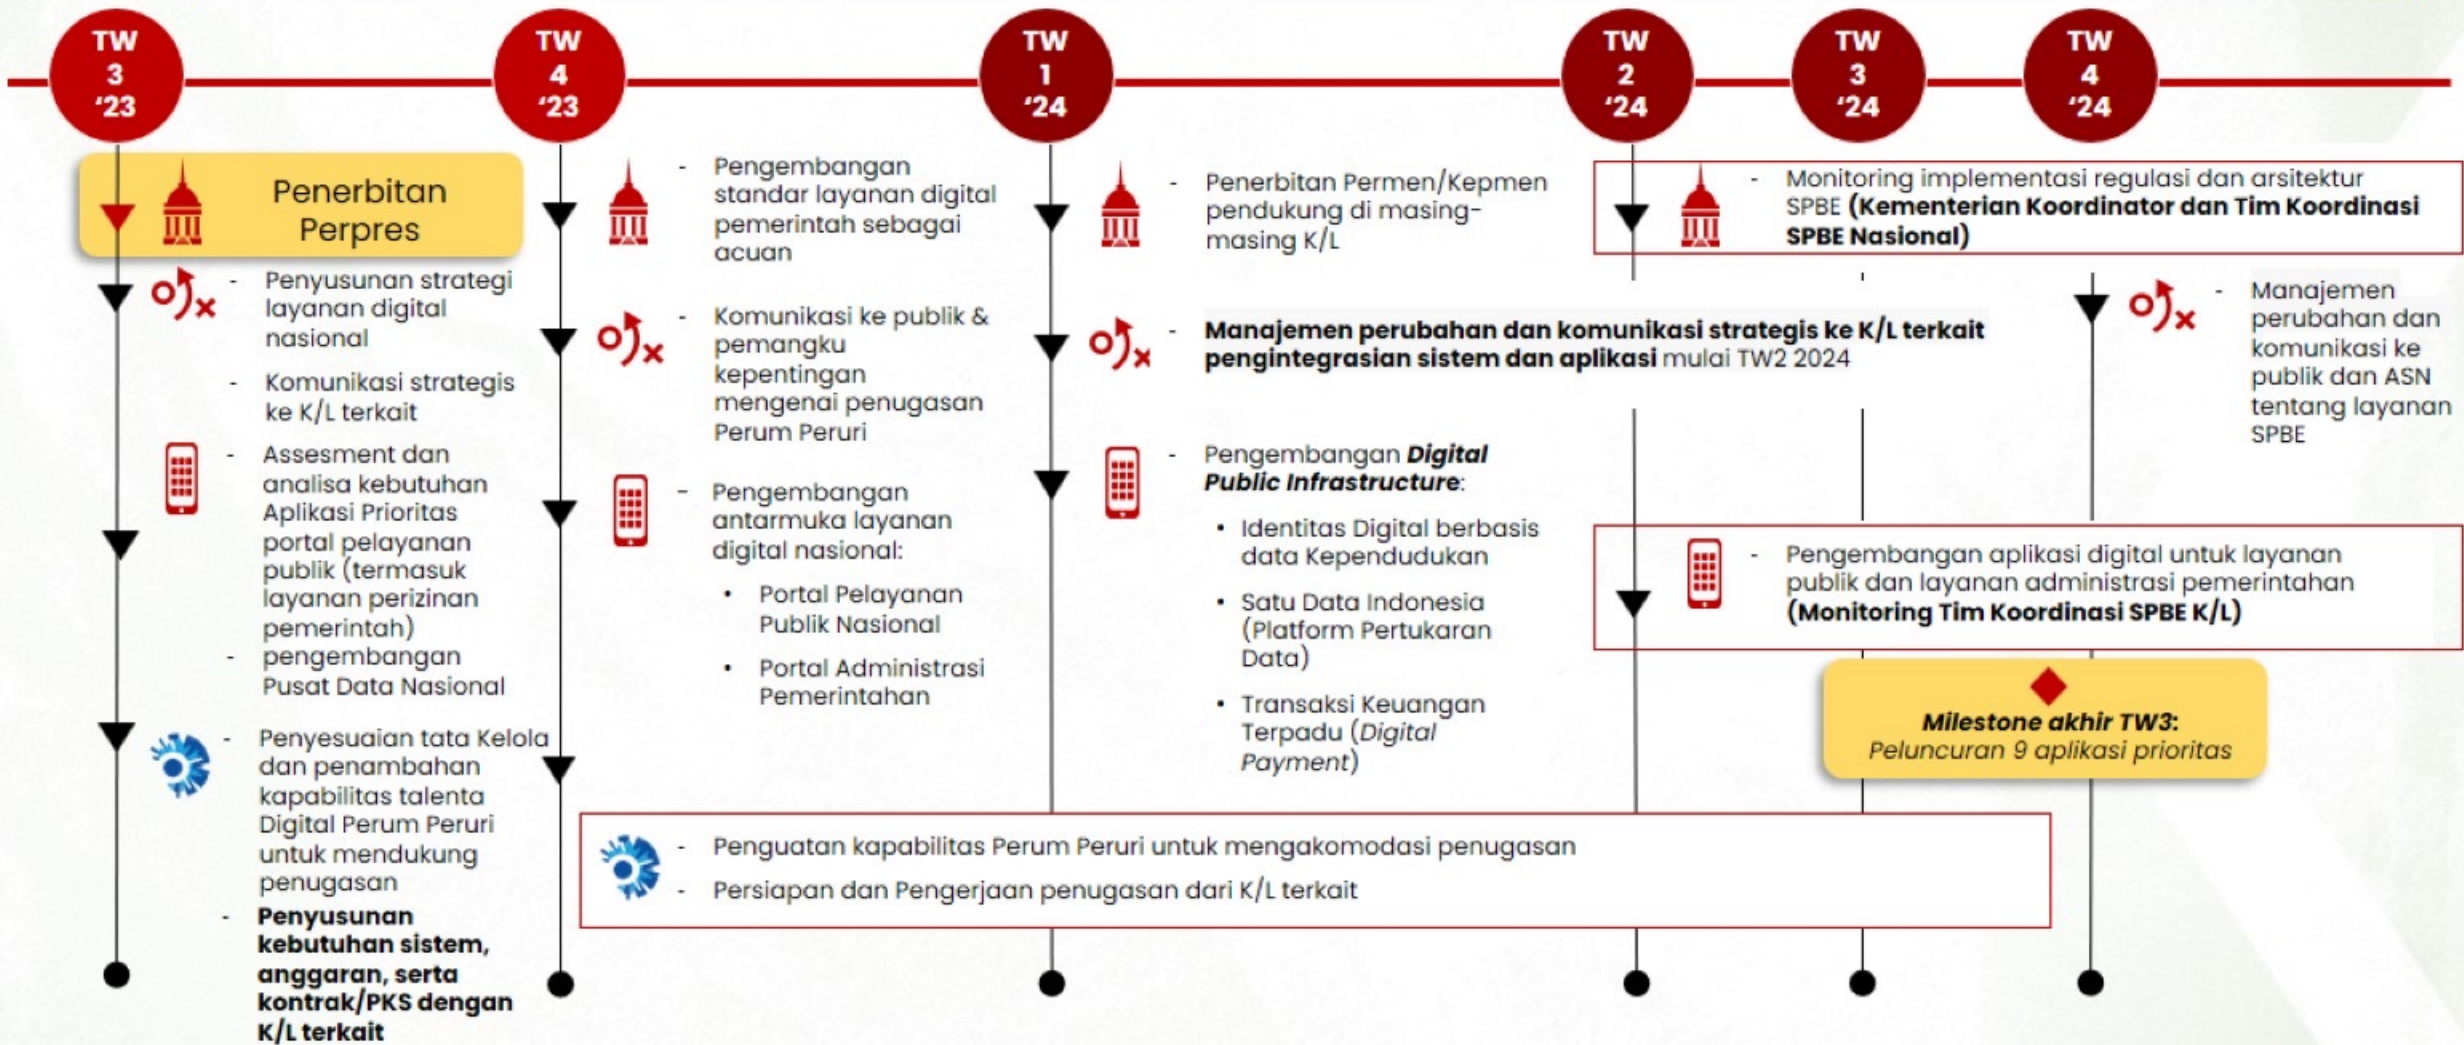 TW
3
‘23
TW
4
‘23
TW
1
‘24
TW
2
‘24
TW
3
‘24
TW
4
‘24
Penerbitan
Perpres
- Penyusunan strategi
layanan digital
nasional
- Komunikasi strategis
ke K/L terkait
- Assesment dan
analisa kebutuhan
Aplikasi Prioritas
portal pelayanan
publik (termasuk
layanan perizinan
pemerintah)
- pengembangan
Pusat Data Nasional
- Penyesuaian tata Kelola
dan penambahan
kapabilitas talenta
Digital Perum Peruri
untuk mendukung
penugasan
- Penyusunan
kebutuhan sistem,
anggaran, serta
kontrak/PKS dengan
K/L terkait
- Pengembangan
standar layanan digital
pemerintah sebagai
acuan
- Komunikasi ke publik &
pemangku
kepentingan
mengenai penugasan
Perum Peruri
- Pengembangan
antarmuka layanan
digital nasional:
• Portal Pelayanan
Publik Nasional
• Portal Administrasi
Pemerintahan
- Penerbitan Permen/Kepmen
pendukung di masing-
masing K/L
- Manajemen perubahan dan komunikasi strategis ke K/L terkait
pengintegrasian sistem dan aplikasi mulai TW2 2024
- Pengembangan Digital
Public Infrastructure:
• Identitas Digital berbasis
data Kependudukan
• Satu Data Indonesia
(Platform Pertukaran
Data)
• Transaksi Keuangan
Terpadu (Digital
Payment)
- Monitoring implementasi regulasi dan arsitektur
SPBE (Kementerian Koordinator dan Tim Koordinasi
SPBE Nasional)
- Manajemen
perubahan dan
komunikasi ke
publik dan ASN
tentang layanan
SPBE
- Pengembangan aplikasi digital untuk layanan
publik dan layanan administrasi pemerintahan
(Monitoring Tim Koordinasi SPBE K/L)
Milestone akhir TW3:
Peluncuran 9 aplikasi prioritas
- Penguatan kapabilitas Perum Peruri untuk mengakomodasi penugasan
- Persiapan dan Pengerjaan penugasan dari K/L terkait